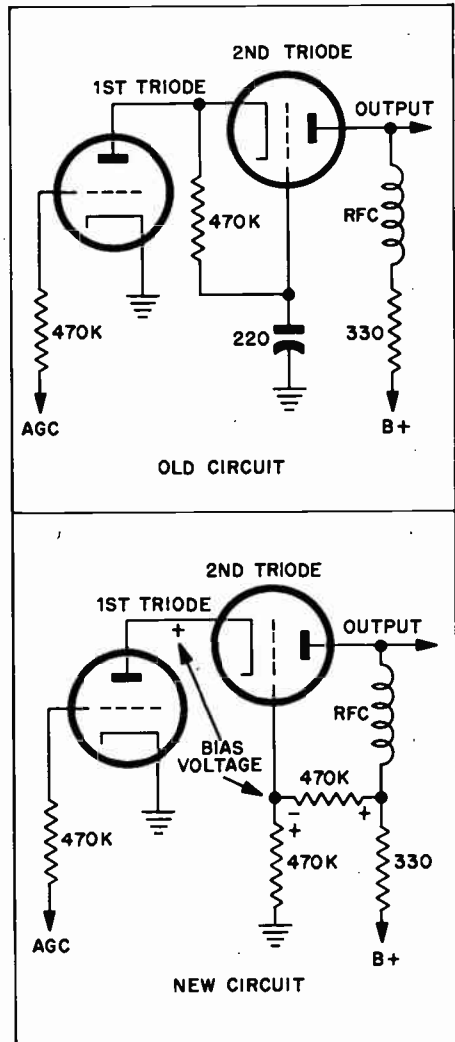 2ND TRIODE
1ST TRIODE
OUTPUT
470K
RFC
470K
220
330
AGC
B+
OLD CIRCUIT
2ND TRIODE
1ST TRIODE
+
OUTPUT
RFC
BIAS
VOLTAGE
470K
- +
+
470K
470K
330
AGC
B+
NEW CIRCUIT